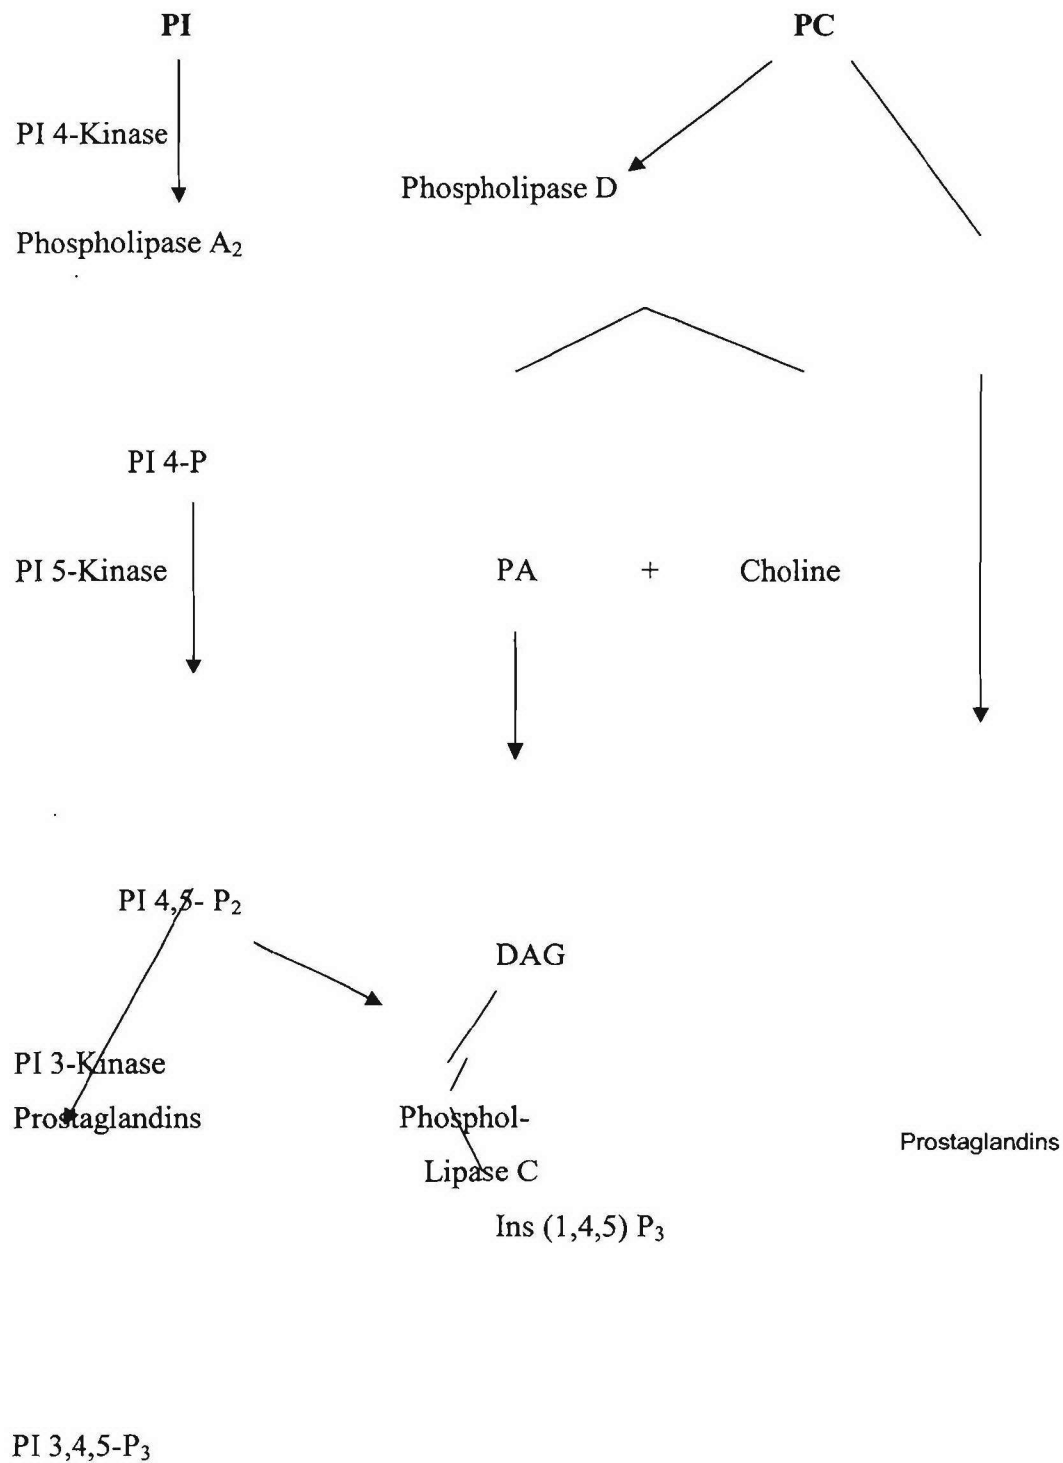 PI PC
PI 4-Kinase
Phospholipase D
Phospholipase A₂
PI 4-P
PI 5-Kinase PA + Choline
PI 4,5- P₂
DAG
PI 3-Kinase
Prostaglandins Phosphol-
Prostaglandins
Lipase C
Ins (1,4,5) P₃
PI 3,4,5-P₃